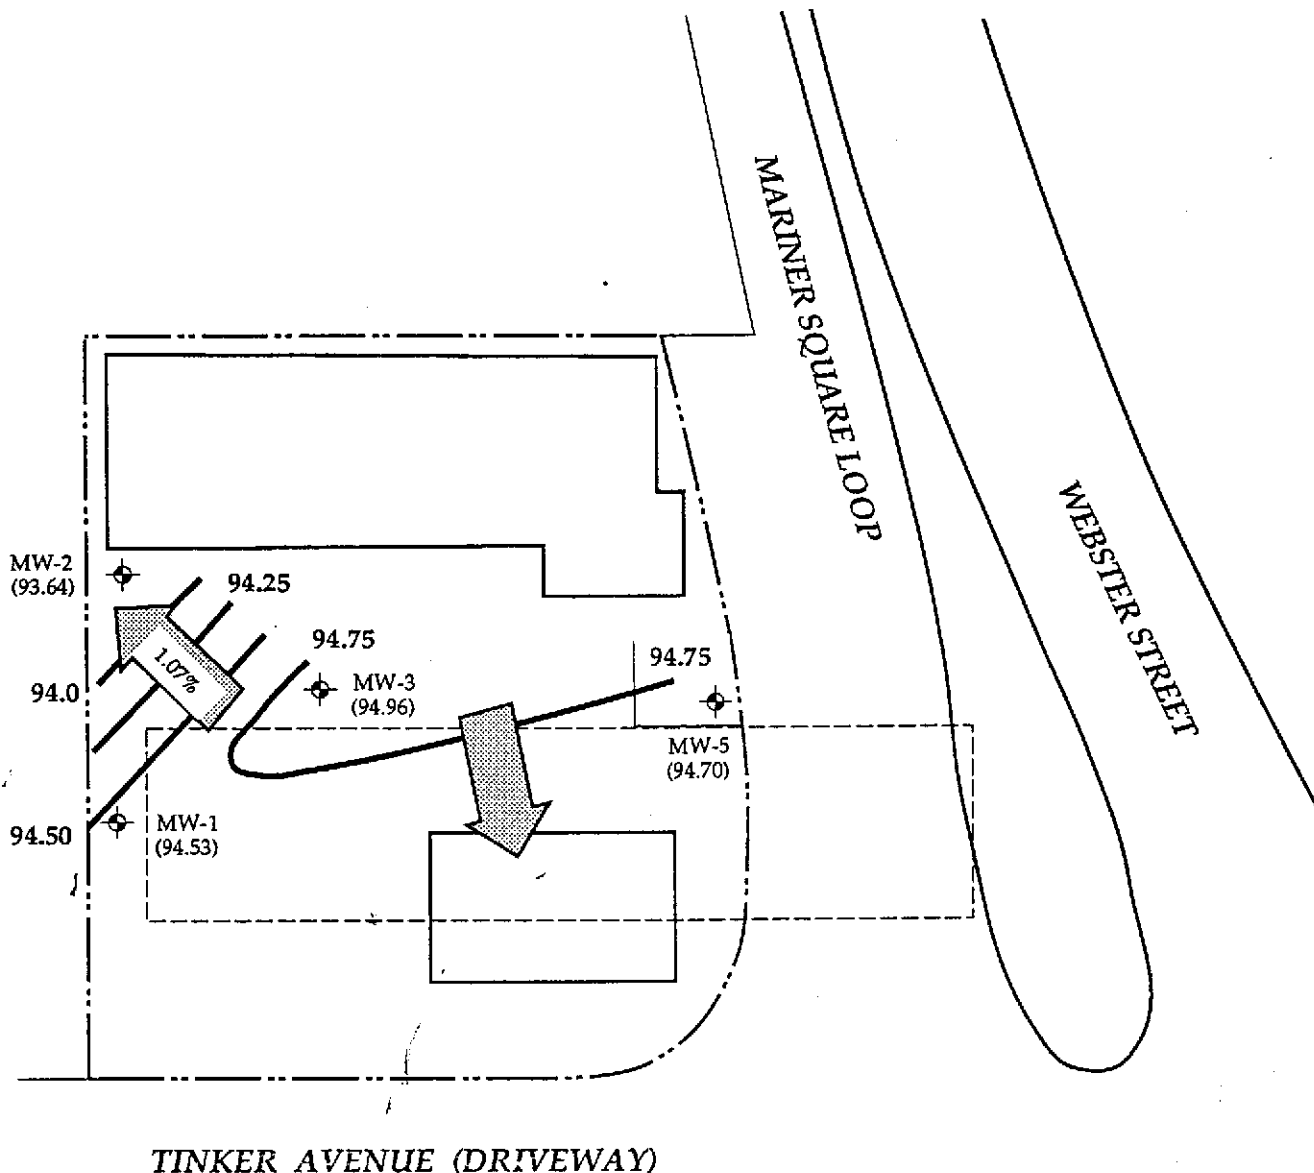 MARINER SQUARE LOOP
WEBSTER STREET
MW-2
(93.64)
94.25
94.75
94.75
1.07%
94.0
MW-3
(94.96)
MW-5
(94.70)
94.50
MW-1
(94.53)
TINKER AVENUE (DRIVEWAY)